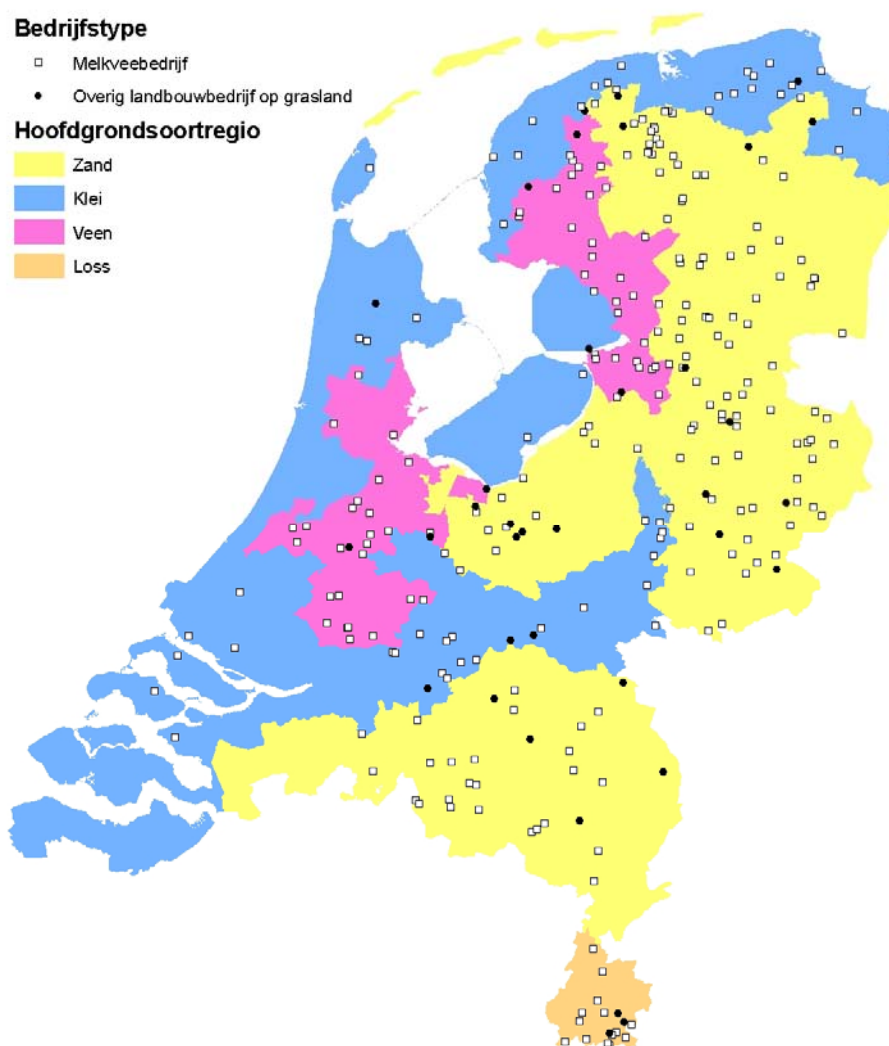 Bedrijfstype
Melkveebedrijf
Overig landbouwbedrijf op grasland
Hoofdgrondsoortregio
Zand
Klei
Veen
Loss